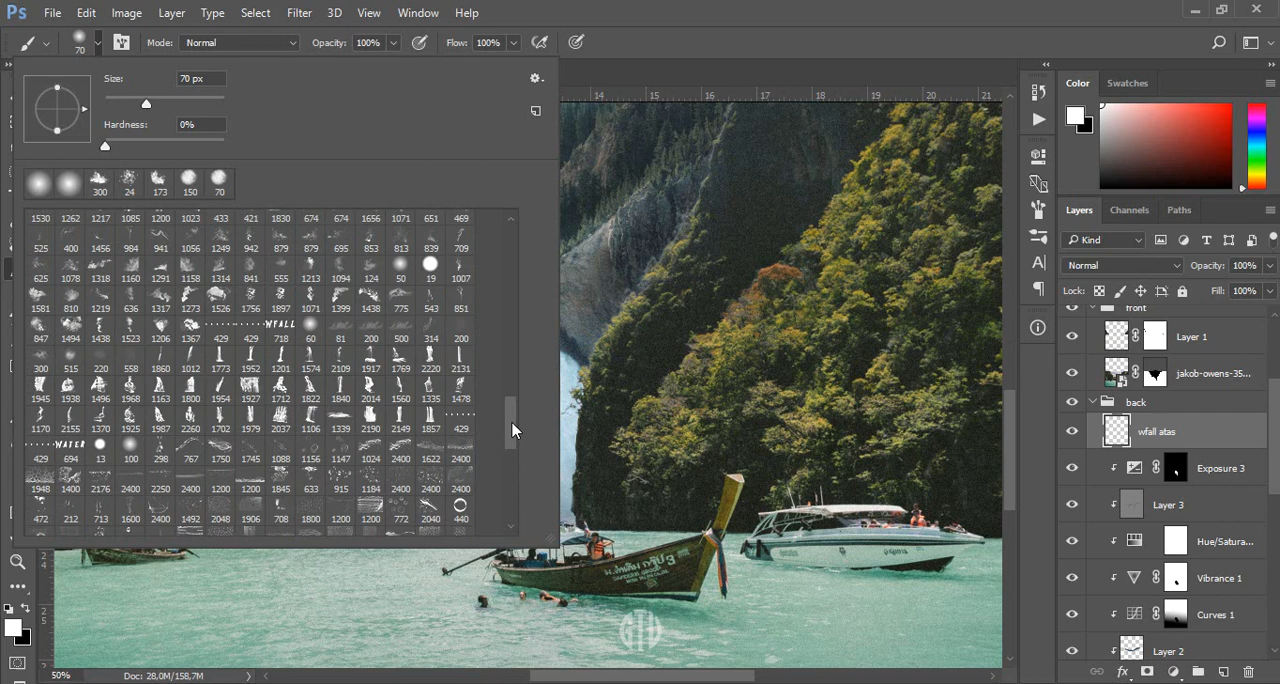 Ps File Edit Image Layer Type Select Filter 3D View Window Help
70 Mode: Normal Opacity: 100% Flow: 100%
Size: 70 px
Hardness: 0%
300 24 173 150 70
1530 1262 1217 1085 1200 1023 433 421 1830 674 674 1656 1071 651 469
525 400 1456 984 941 1056 1249 942 879 879 695 853 813 839 709
625 1078 1318 1160 1291 1158 1314 841 555 1213 1094 124 50 19 1007
1581 810 1219 636 1317 1273 1526 1756 1897 1071 1399 438 775 543 851
WFALL
847 1494 1438 1523 1206 1367 429 429 718 60 81 200 500 314 200
300 515 220 558 1860 1012 1773 1952 1201 1574 2109 1917 1769 2220 2131
1945 1938 1496 1968 1163 1800 1954 1927 1712 1822 1840 2014 1560 1335 1478
1170 2155 1370 1925 1987 2260 1702 1979 2037 1106 1339 2190 2149 1857 429
WATER
429 694 13 100 298 767 1750 1745 1088 1156 1147 1024 2400 1622 2400
1948 1400 2176 2400 2250 2400 1200 1200 1845 633 915 1184 2400 2400 2400
472 212 713 1600 2400 1492 2048 1906 708 1800 1200 1200 772 2040 440
14 15 16 17 18 19 20 21
GTU
50% Doc: 28,0M/158,7M
Color Swatches
Layers Channels Paths
Kind
Normal Opacity: 100%
Lock: Fill: 100%
front
Layer 1
jakob-owens-35...
back
wfall atas
Exposure 3
Layer 3
Hue/Satura...
Vibrance 1
Curves 1
Layer 2
fx